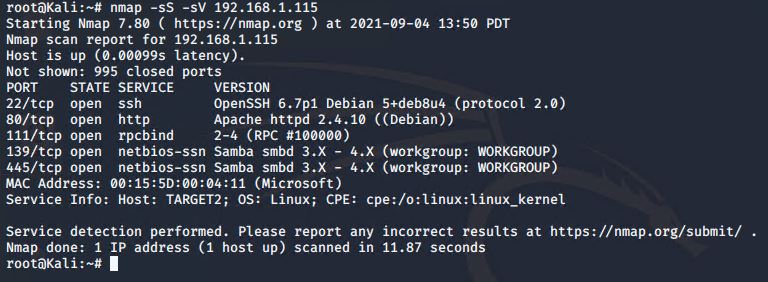 root@Kali:~# nmap -sS -sV 192.168.1.115
Starting Nmap 7.80 ( https://nmap.org ) at 2021-09-04 13:50 PDT
Nmap scan report for 192.168.1.115
Host is up (0.00099s latency).
Not shown: 995 closed ports
PORT    STATE SERVICE     VERSION
22/tcp  open  ssh         OpenSSH 6.7p1 Debian 5+deb8u4 (protocol 2.0)
80/tcp  open  http        Apache httpd 2.4.10 ((Debian))
111/tcp open  rpcbind     2-4 (RPC #100000)
139/tcp open  netbios-ssn Samba smbd 3.X - 4.X (workgroup: WORKGROUP)
445/tcp open  netbios-ssn Samba smbd 3.X - 4.X (workgroup: WORKGROUP)
MAC Address: 00:15:5D:00:04:11 (Microsoft)
Service Info: Host: TARGET2; OS: Linux; CPE: cpe:/o:linux:linux_kernel

Service detection performed. Please report any incorrect results at https://nmap.org/submit/ .
Nmap done: 1 IP address (1 host up) scanned in 11.87 seconds
root@Kali:~#